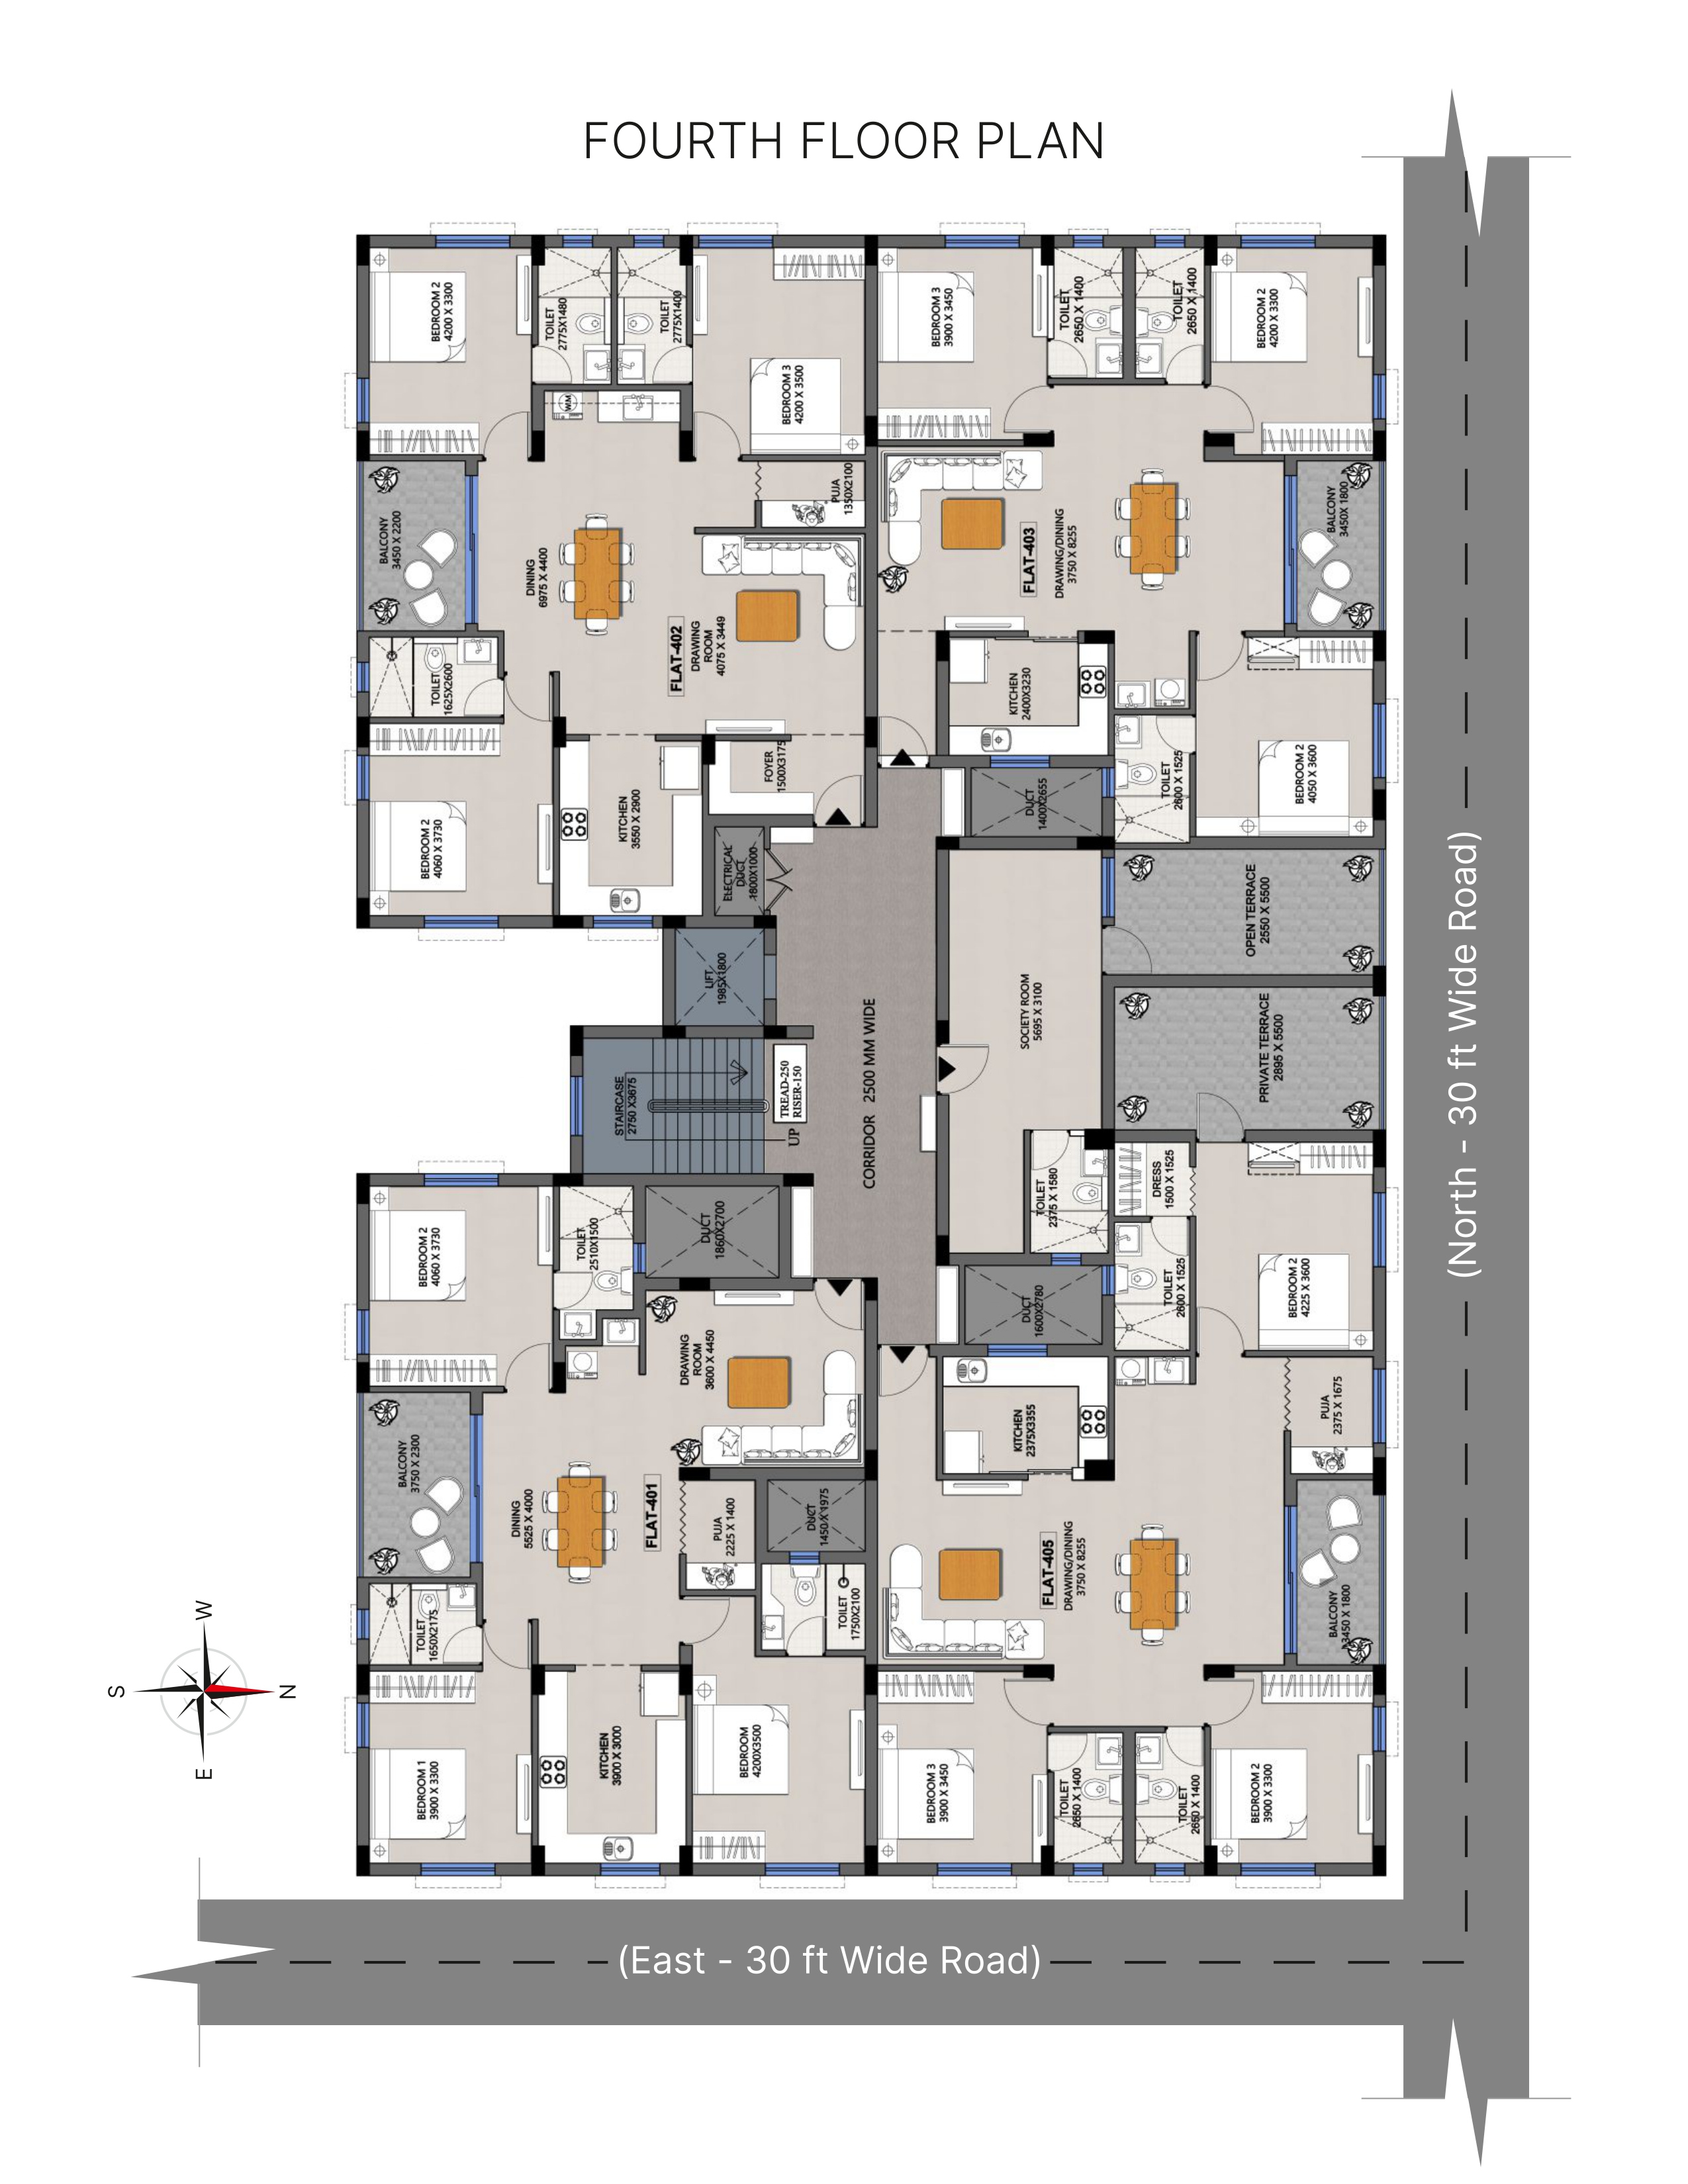 FOURTH FLOOR PLAN
BEDROOM 2
4200 X 3300
TOILET
2775X1480
TOILET
2775X1400
BEDROOM 3
4200 X 3500
W.M
BALCONY
3450 X 2200
DINING
6975 X 4400
PUJA
1350X2100
FLAT-402
DRAWING
ROOM
4075 X 3449
TOILET
1625X2600
BEDROOM 2
4060 X 3730
KITCHEN
3550 X 2900
FOYER
1500X3175
ELECTRICAL
DUCT
1800X1000
LIFT
1985X1800
BEDROOM 3
3900 X 3450
TOILET
2650 X 1400
TOILET
2650 X 1400
BEDROOM 2
4200 X 3300
FLAT-403
DRAWING/DINING
3750 X 8255
BALCONY
3450X 1800
KITCHEN
2400X3230
DUCT
1400X2655
TOILET
2600 X 1525
BEDROOM 2
4050 X 3600
OPEN TERRACE
2550 X 5500
SOCIETY ROOM
5695 X 3100
PRIVATE TERRACE
2895 X 5500
CORRIDOR 2500 MM WIDE
STAIRCASE
2750 X3675
TREAD-250
RISER-150
UP
TOILET
2375 X 1580
DRESS
1500 X 1525
TOILET
2600 X 1525
BEDROOM 2
4225 X 3600
DUCT
1600X2780
KITCHEN
2375X3355
PUJA
2375 X 1675
FLAT-405
DRAWING/DINING
3750 X 8255
BALCONY
3450 X 1800
BEDROOM 3
3900 X 3450
TOILET
2650 X 1400
TOILET
2650 X 1400
BEDROOM 2
3900 X 3300
BEDROOM 2
4060 X 3730
TOILET
2510X1500
DUCT
1860X2700
DRAWING
ROOM
3600 X 4450
BALCONY
3750 X 2300
DINING
5525 X 4000
FLAT-401
PUJA
2225 X 1400
DUCT
1450 X 1975
TOILET
1650X2175
TOILET
1750X2100
BEDROOM 1
3900 X 3300
KITCHEN
3900 X 3000
BEDROOM
4200X3500
W
S
N
E
(North - 30 ft Wide Road)
(East - 30 ft Wide Road)